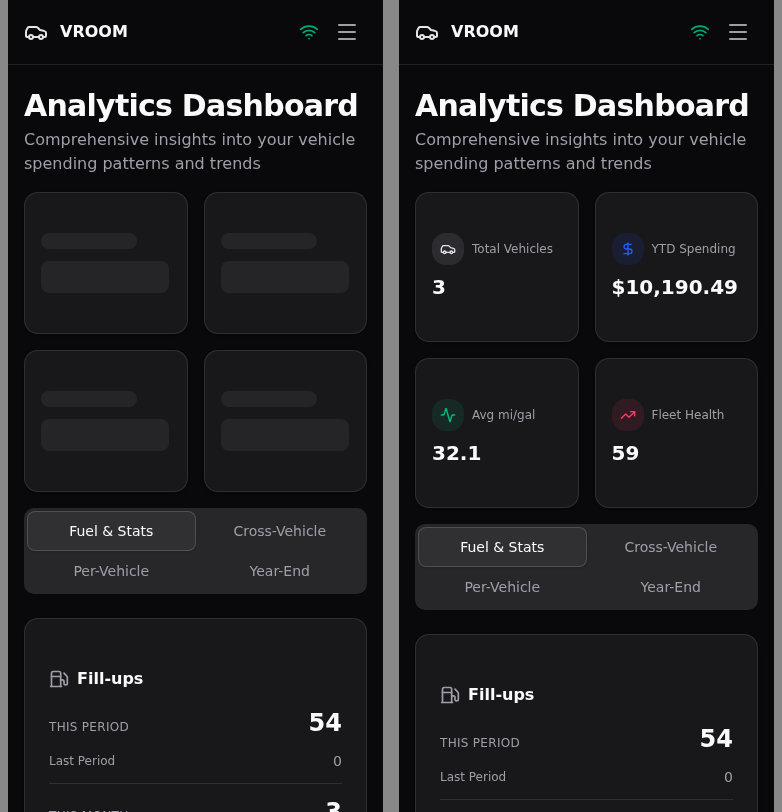 VROOM
Analytics Dashboard
Comprehensive insights into your vehicle
spending patterns and trends
Fuel & Stats
Cross-Vehicle
Per-Vehicle
Year-End
Fill-ups
THIS PERIOD
54
Last Period
0
THIS MONTH
3
VROOM
Analytics Dashboard
Comprehensive insights into your vehicle
spending patterns and trends
Total Vehicles
3
YTD Spending
$10,190.49
Avg mi/gal
32.1
Fleet Health
59
Fuel & Stats
Cross-Vehicle
Per-Vehicle
Year-End
Fill-ups
THIS PERIOD
54
Last Period
0